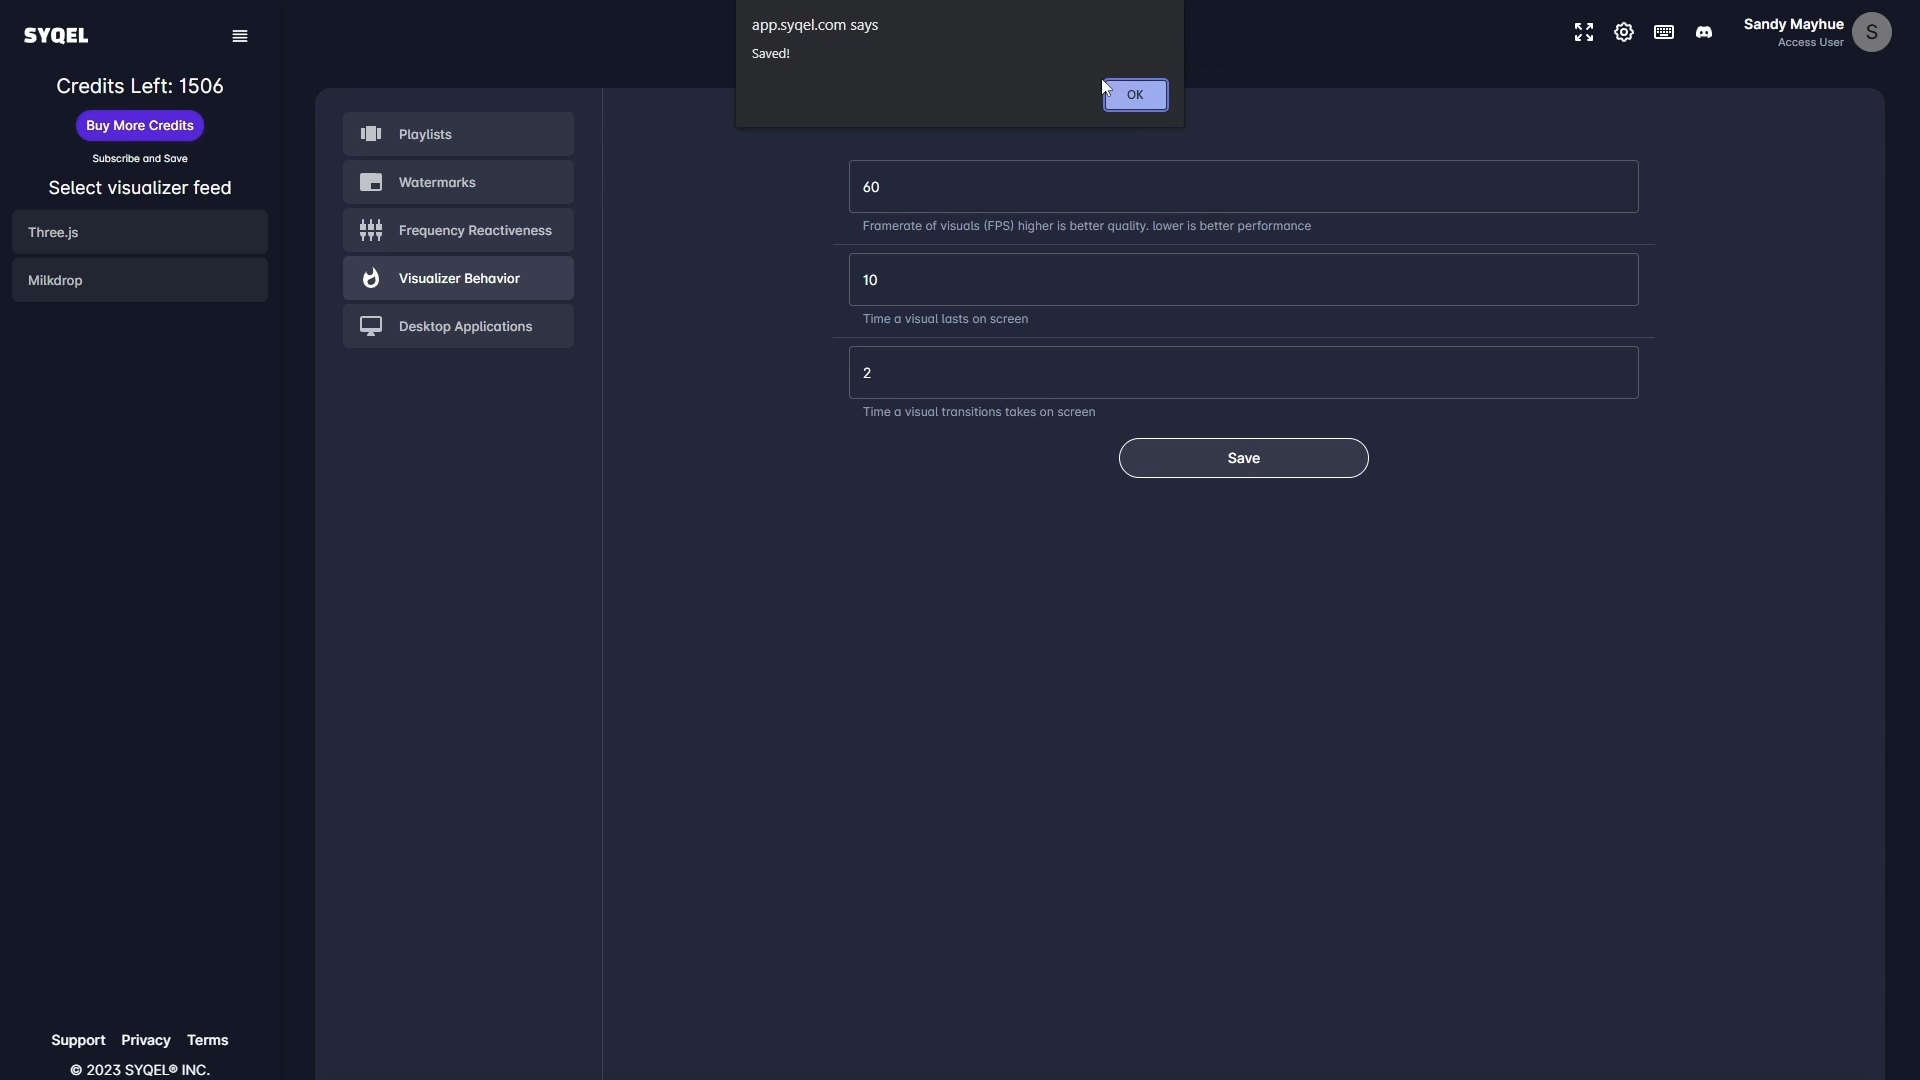 SYQEL
Credits Left: 1506
Buy More Credits
Subscribe and Save
Select visualizer feed
Three.js
Milkdrop
Support Privacy Terms
© 2023 SYQEL® INC.
Playlists
Watermarks
Frequency Reactiveness
Visualizer Behavior
Desktop Applications
app.syqel.com says
Saved!
OK
60
Framerate of visuals (FPS) higher is better quality. lower is better performance
10
Time a visual lasts on screen
2
Time a visual transitions takes on screen
Save
Sandy Mayhue
Access User
S